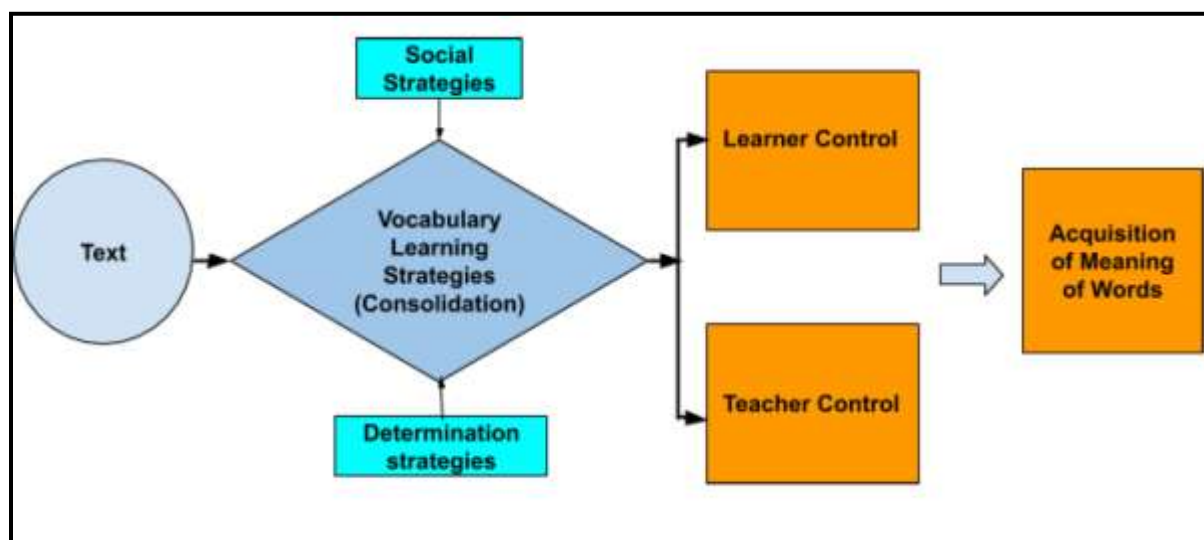 Social
Strategies
Text
Vocabulary
Learning
Strategies
(Consolidation)
Determination
strategies
Learner Control
Teacher Control
Acquisition
of Meaning
of Words